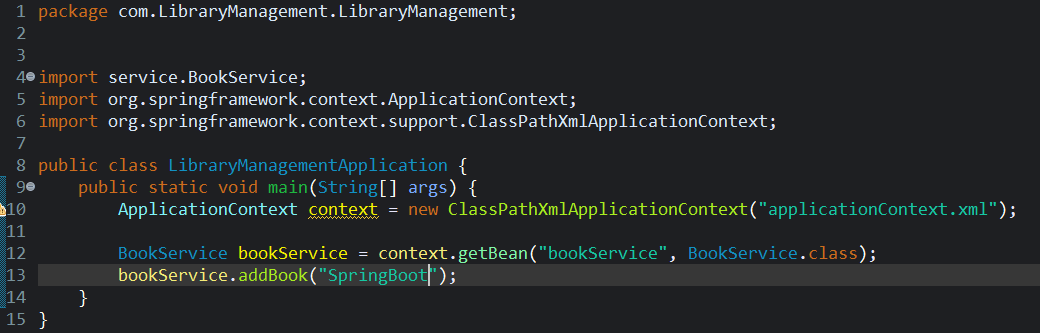 1 package com.LibraryManagement.LibraryManagement;
2
3
4 import service.BookService;
5 import org.springframework.context.ApplicationContext;
6 import org.springframework.context.support.ClassPathXmlApplicationContext;
7
8 public class LibraryManagementApplication {
9 public static void main(String[] args) {
10 ApplicationContext context = new ClassPathXmlApplicationContext("applicationContext.xml");
11
12 BookService bookService = context.getBean("bookService", BookService.class);
13 bookService.addBook("SpringBoot");
14 }
15 }